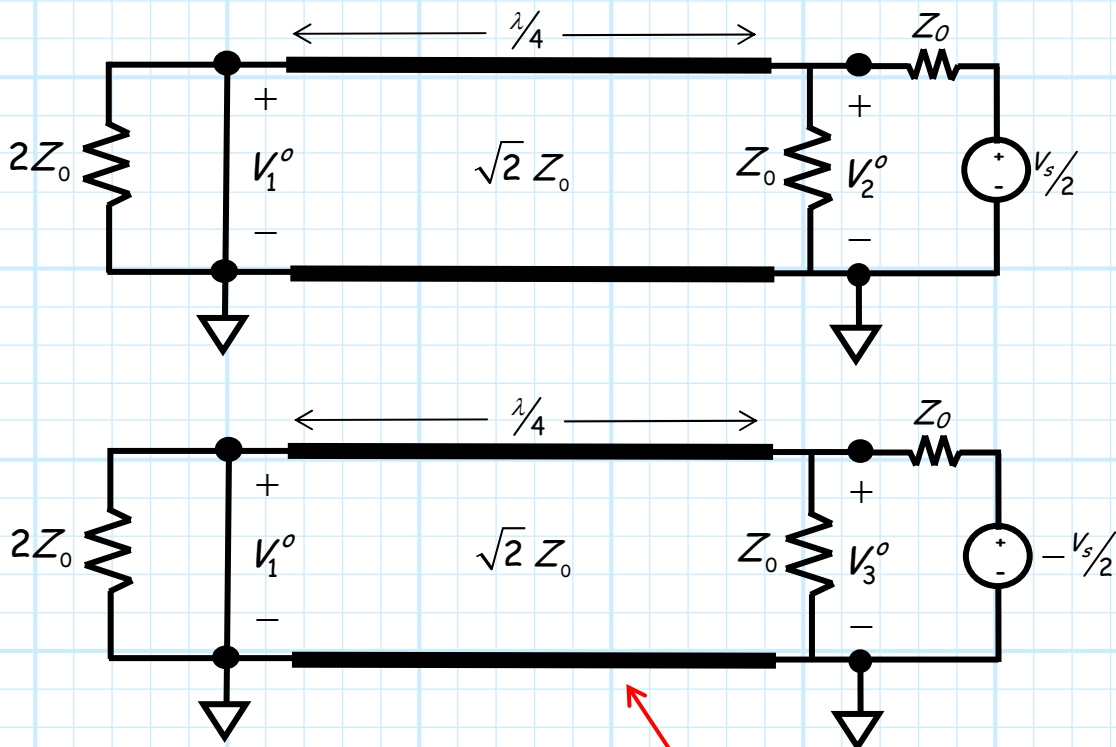 λ/4
Z₀
2Z₀
+
V₁ᵒ
−
√2 Z₀
Z₀
+
V₂ᵒ
−
+
-
Vₛ/2
λ/4
Z₀
2Z₀
+
V₁ᵒ
−
√2 Z₀
Z₀
+
V₃ᵒ
−
+
-
−Vₛ/2